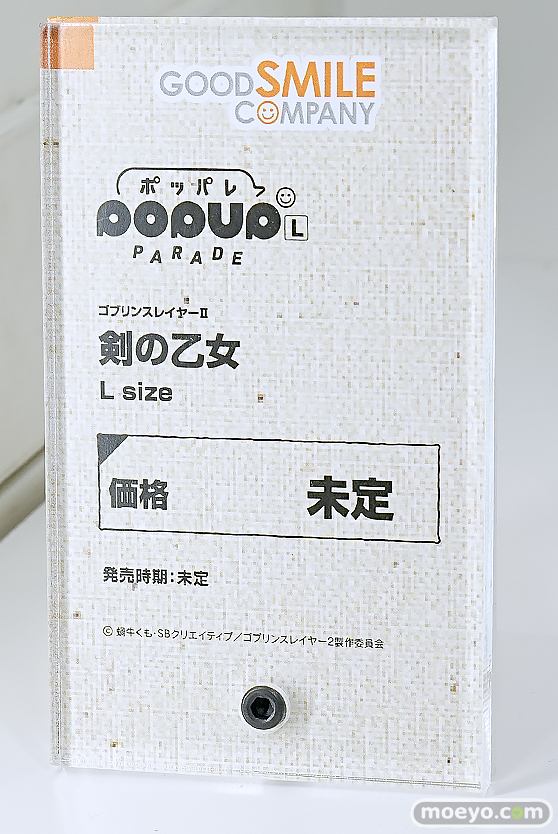 GOODSMILE
COMPANY
ポッパレ
POPUP L
PARADE
ゴブリンスレイヤーⅡ
剣の乙女
L size
価格 未定
発売時期：未定
© 蝸牛くも・SBクリエイティブ／ゴブリンスレイヤー2製作委員会
moeyo.com